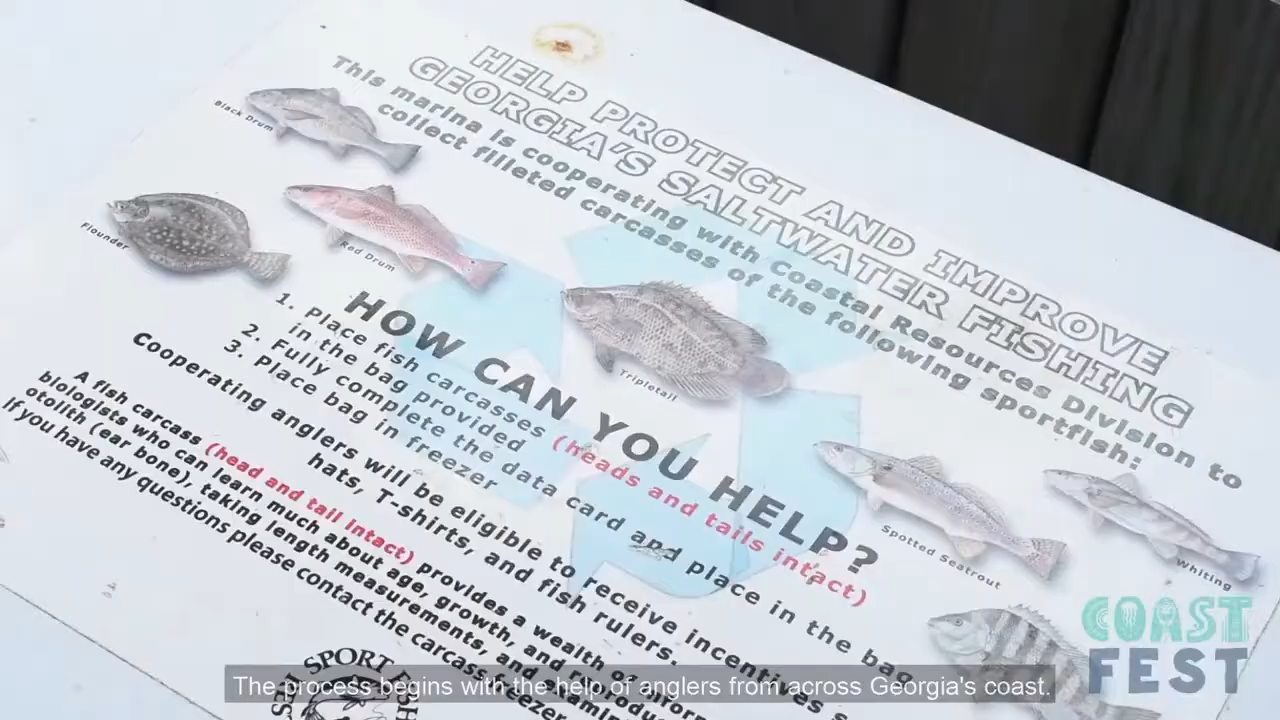 HELP PROTECT AND IMPROVE
GEORGIA'S SALTWATER FISHING
This marina is cooperating with Coastal Resources Division to
collect filleted carcasses of the following sportfish:
Black Drum
Flounder
Red Drum
Tripletail
Spotted Seatrout
Whiting
HOW CAN YOU HELP?
1. Place fish carcasses (heads and tails intact)
in the bag provided
2. Fully complete the data card and place in the bag
3. Place bag in freezer
Cooperating anglers will be eligible to receive incentives
hats, T-shirts, and fish rulers.
A fish carcass (head and tail intact) provides a wealth of
biologists who can learn much about age, growth, and
otolith (ear bone), taking length measurements, and
If you have any questions please contact the carcass freezer
SPORT FISH
COAST
FEST
The process begins with the help of anglers from across Georgia's coast.